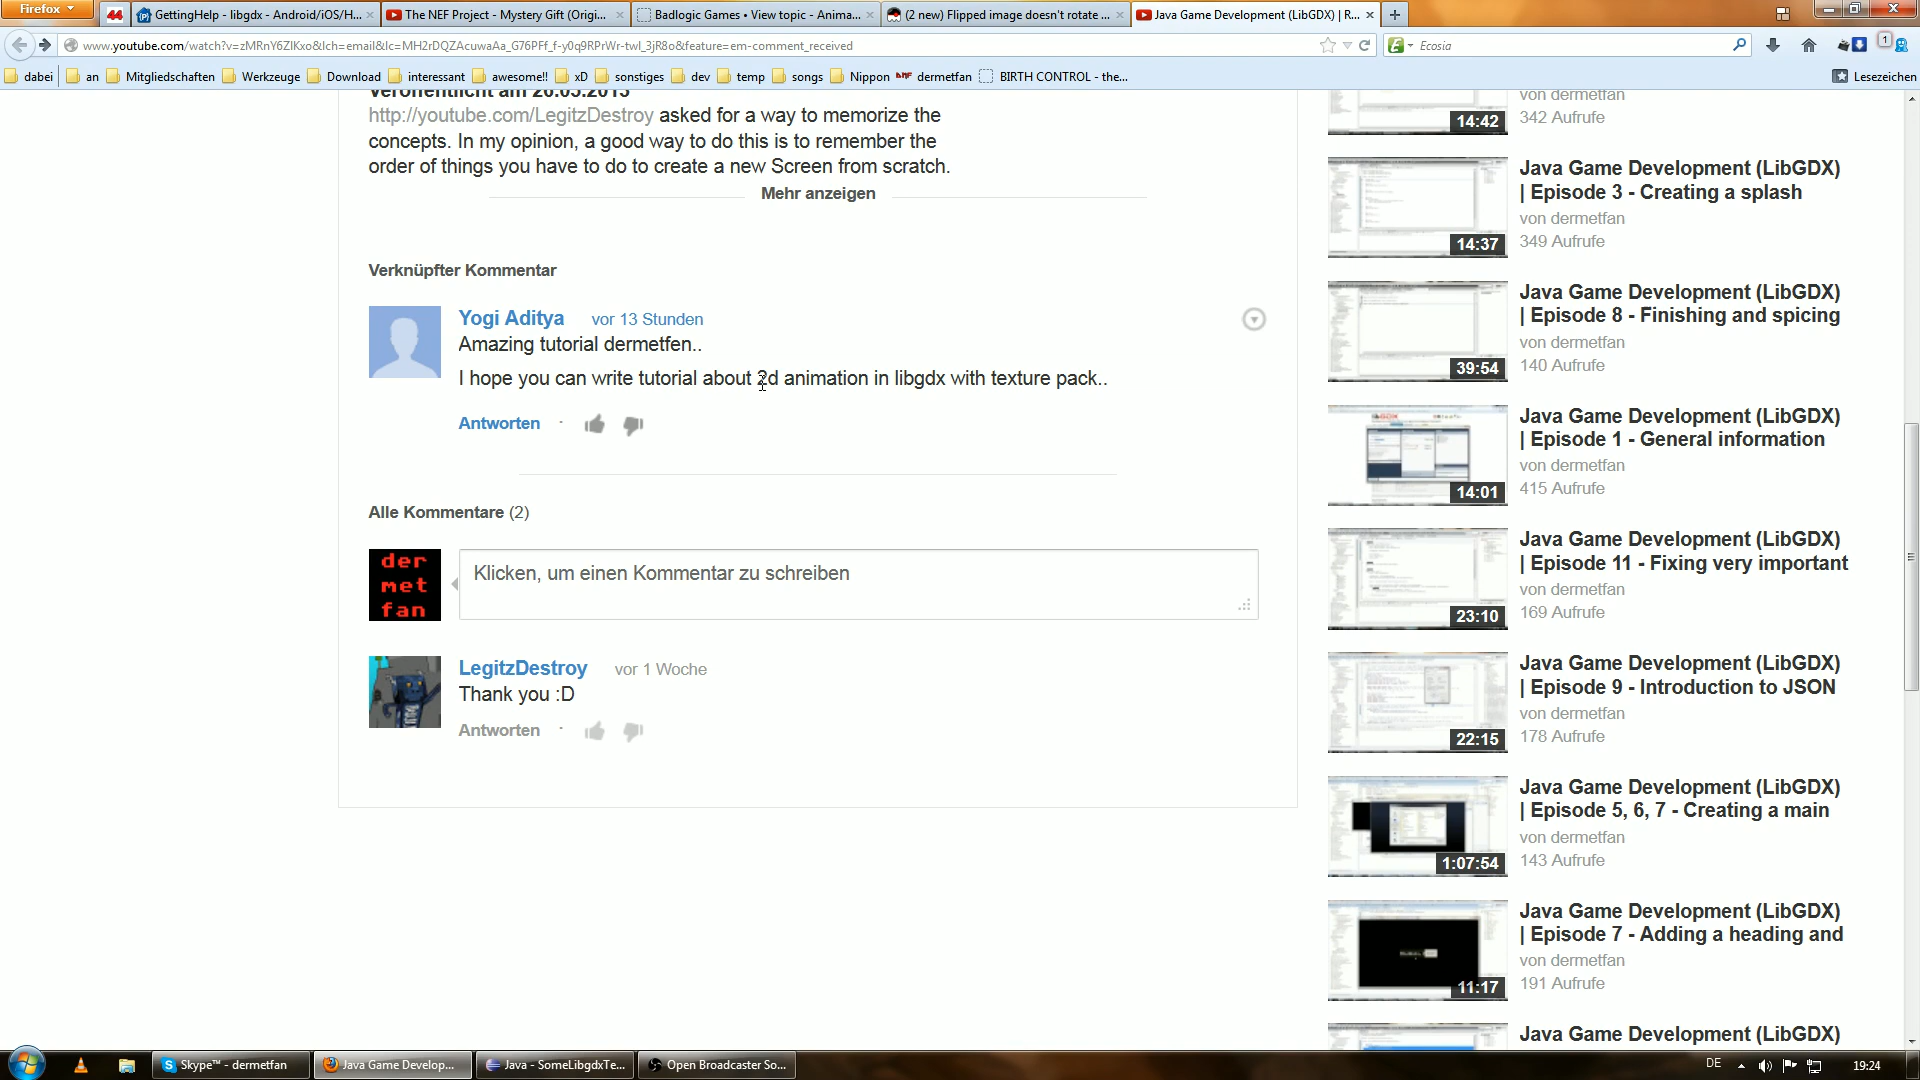 Firefox
GettingHelp - libgdx - Android/iOS/H...
The NEF Project - Mystery Gift (Origi...
Badlogic Games • View topic - Anima...
(2 new) Flipped image doesn't rotate ...
Java Game Development (LibGDX) | R...
www.youtube.com/watch?v=zMRnY6ZIKxo&lch=email&lc=MH2rDQZAcuwaAa_G76PFf_f-y0q9RPrWr-twI_3jR8o&feature=em-comment_received
Ecosia
1
dabei
an
Mitgliedschaften
Werkzeuge
Download
interessant
awesome!!
xD
sonstiges
dev
temp
songs
Nippon
dermetfan
BIRTH CONTROL - the...
Lesezeichen
Veröffentlicht am 26.05.2013
http://youtube.com/LegitzDestroy asked for a way to memorize the
concepts. In my opinion, a good way to do this is to remember the
order of things you have to do to create a new Screen from scratch.
Mehr anzeigen
Verknüpfter Kommentar
Yogi Aditya vor 13 Stunden
Amazing tutorial dermetfen..
I hope you can write tutorial about 2d animation in libgdx with texture pack..
Antworten ·
Alle Kommentare (2)
der
met
fan
Klicken, um einen Kommentar zu schreiben
LegitzDestroy vor 1 Woche
Thank you :D
Antworten ·
14:42
von dermetfan
342 Aufrufe
14:37
Java Game Development (LibGDX)
| Episode 3 - Creating a splash
von dermetfan
349 Aufrufe
39:54
Java Game Development (LibGDX)
| Episode 8 - Finishing and spicing
von dermetfan
140 Aufrufe
14:01
Java Game Development (LibGDX)
| Episode 1 - General information
von dermetfan
415 Aufrufe
23:10
Java Game Development (LibGDX)
| Episode 11 - Fixing very important
von dermetfan
169 Aufrufe
22:15
Java Game Development (LibGDX)
| Episode 9 - Introduction to JSON
von dermetfan
178 Aufrufe
1:07:54
Java Game Development (LibGDX)
| Episode 5, 6, 7 - Creating a main
von dermetfan
143 Aufrufe
11:17
Java Game Development (LibGDX)
| Episode 7 - Adding a heading and
von dermetfan
191 Aufrufe
Java Game Development (LibGDX)
Skype™ - dermetfan
Java Game Develop...
Java - SomeLibgdxTe...
Open Broadcaster So...
DE
19:24